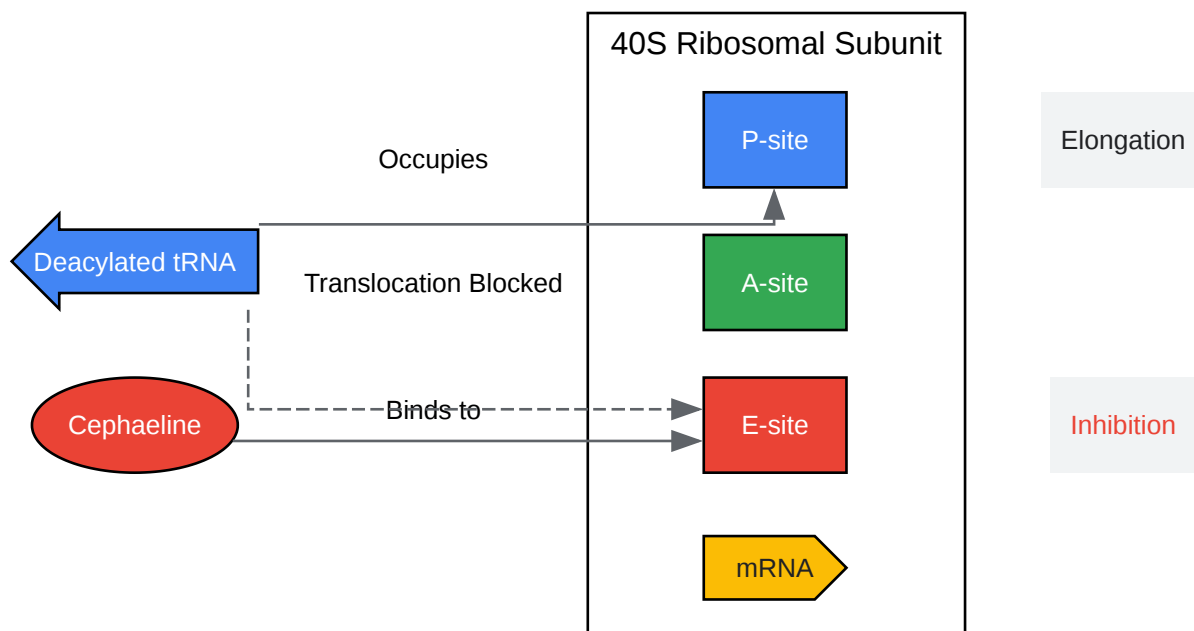 40S Ribosomal Subunit
P-site
Elongation
Occupies
Deacylated tRNA
Translocation Blocked
A-site
Cephaeline
Binds to
E-site
Inhibition
mRNA